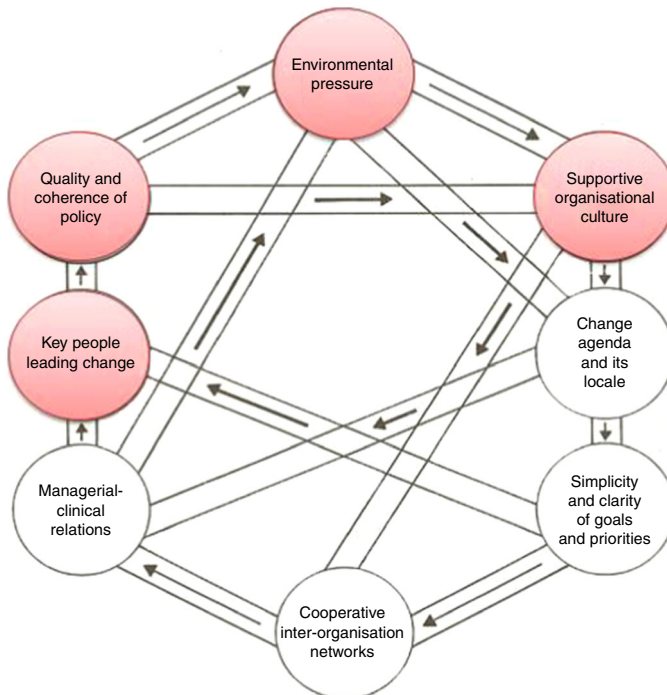 Environmental
pressure
Quality and
coherence of
policy
Supportive
organisational
culture
Key people
leading change
Change
agenda
and its
locale
Managerial-
clinical
relations
Simplicity
and clarity
of goals
and priorities
Cooperative
inter-organisation
networks